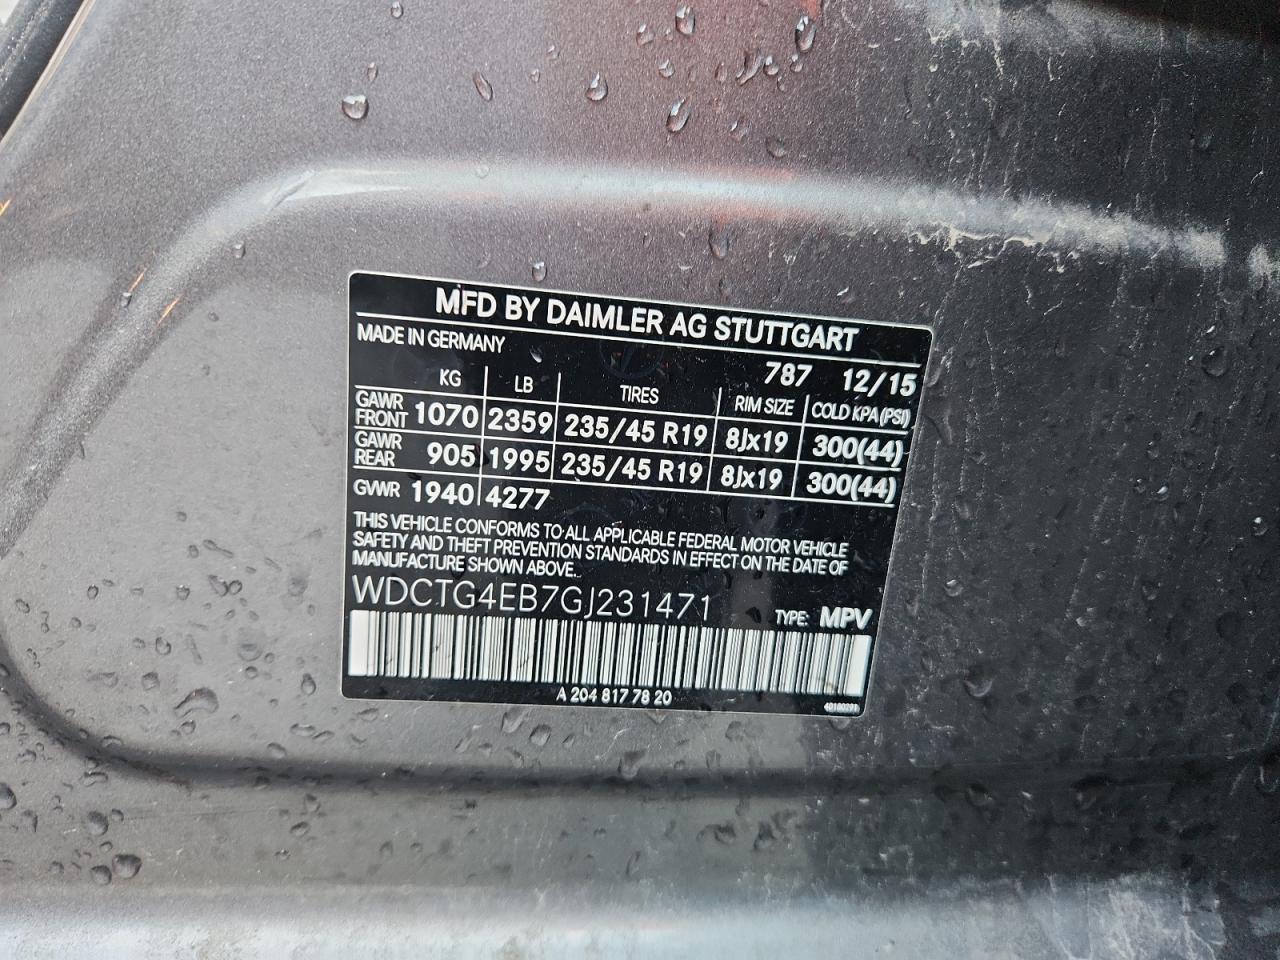 MFD BY DAIMLER AG STUTTGART
MADE IN GERMANY
787 12/15
KG LB TIRES RIM SIZE COLD KPA(PSI)
GAWR FRONT 1070 2359 235/45 R19 8Jx19 300(44)
GAWR REAR 905 1995 235/45 R19 8Jx19 300(44)
GVWR 1940 4277
THIS VEHICLE CONFORMS TO ALL APPLICABLE FEDERAL MOTOR VEHICLE
SAFETY AND THEFT PREVENTION STANDARDS IN EFFECT ON THE DATE OF
MANUFACTURE SHOWN ABOVE.
WDCTG4EB7GJ231471 TYPE: MPV
A 204 817 78 20